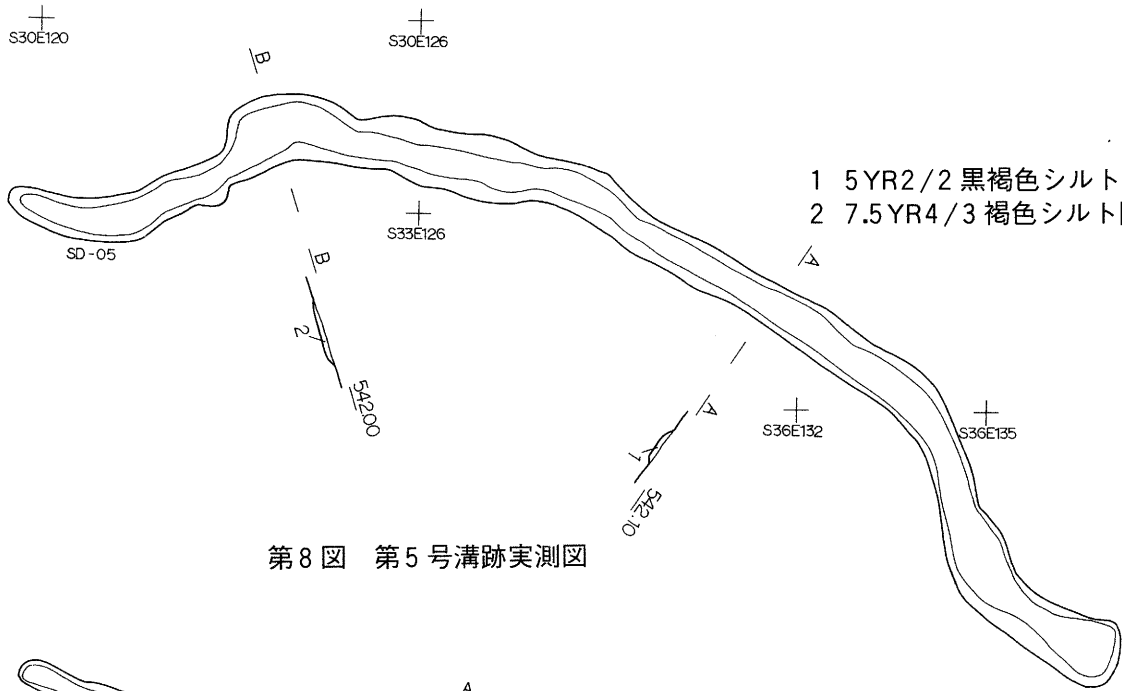 S30E120
S30E126
B
1 5YR2/2 黒褐色シルト
2 7.5YR4/3 褐色シルト
S33E126
SD-05
B
A
2
542.00
A
S36E132
S36E135
1
542.10
第8図 第5号溝跡実測図
A